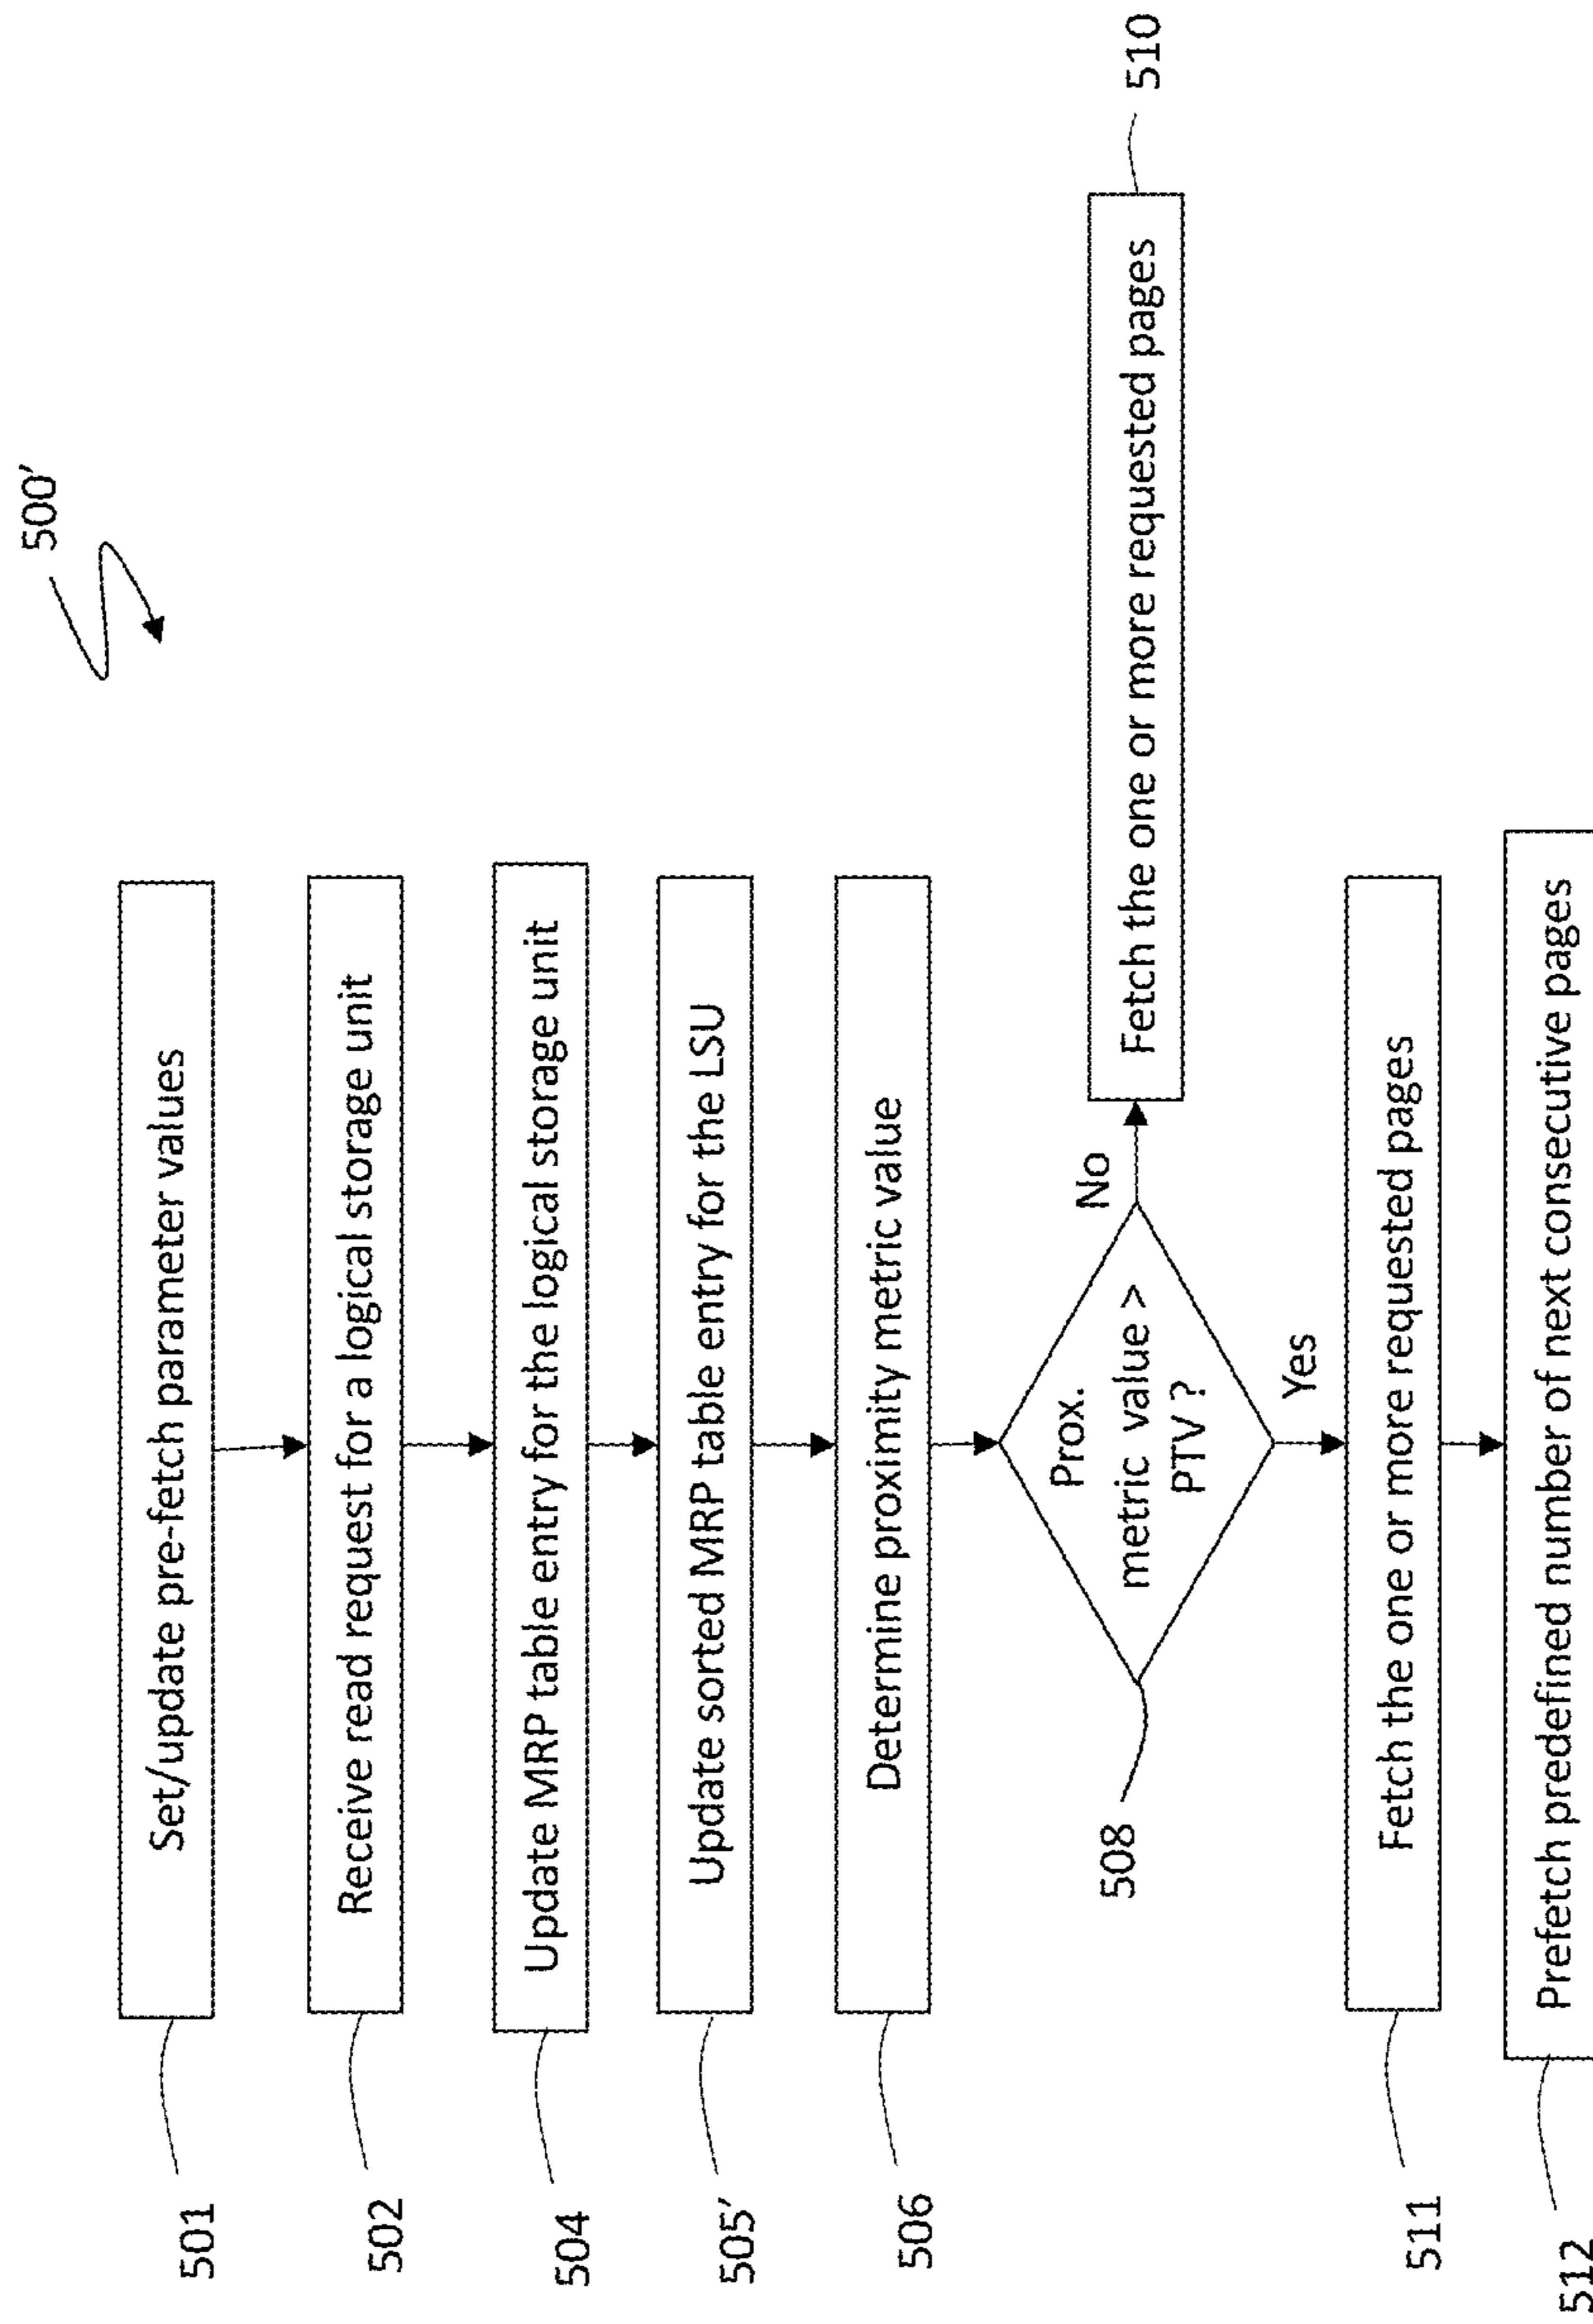 500'
501
Set/update pre-fetch parameter values
502
Receive read request for a logical storage unit
504
Update MRP table entry for the logical storage unit
505'
Update sorted MRP table entry for the LSU
506
Determine proximity metric value
508
Prox.
metric value >
PTV ?
No
Fetch the one or more requested pages
510
Yes
511
Fetch the one or more requested pages
512
Prefetch predefined number of next consecutive pages